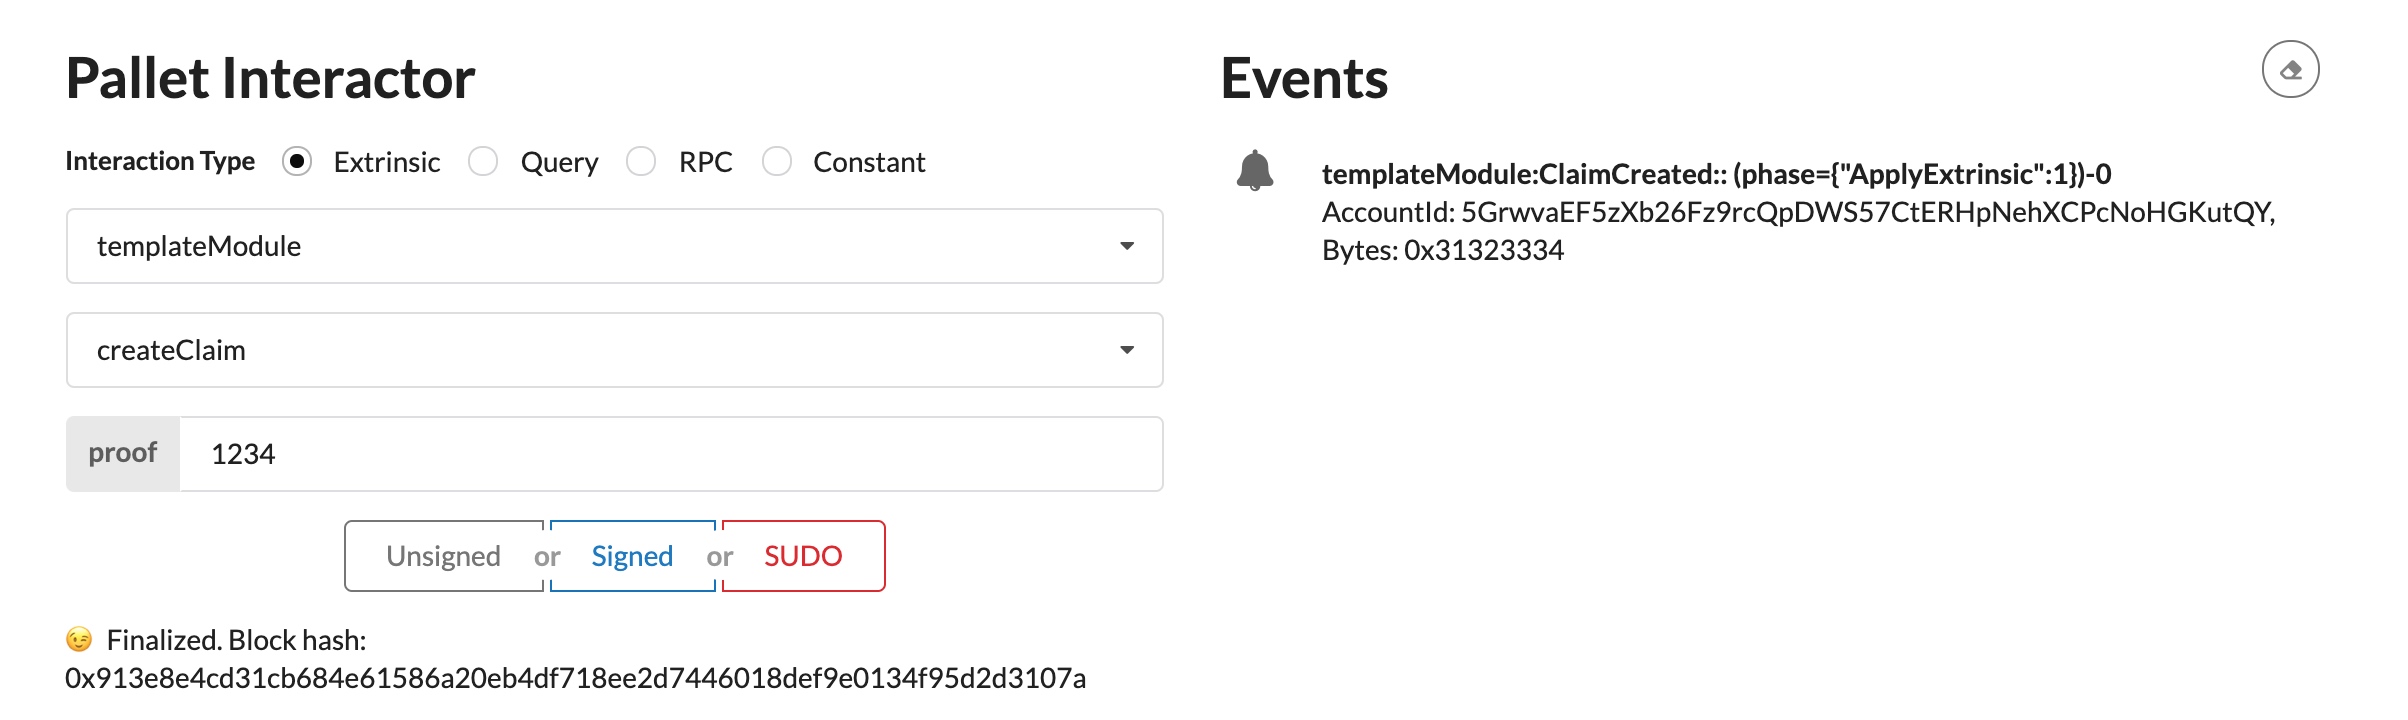 Pallet Interactor
Interaction Type Extrinsic Query RPC Constant
templateModule
createClaim
proof 1234
Unsigned or Signed or SUDO
😉 Finalized. Block hash:
0x913e8e4cd31cb684e61586a20eb4df718ee2d7446018def9e0134f95d2d3107a
Events
templateModule:ClaimCreated:: (phase={"ApplyExtrinsic":1})-0
AccountId: 5GrwvaEF5zXb26Fz9rcQpDWS57CtERHpNehXCPcNoHGKutQY,
Bytes: 0x31323334